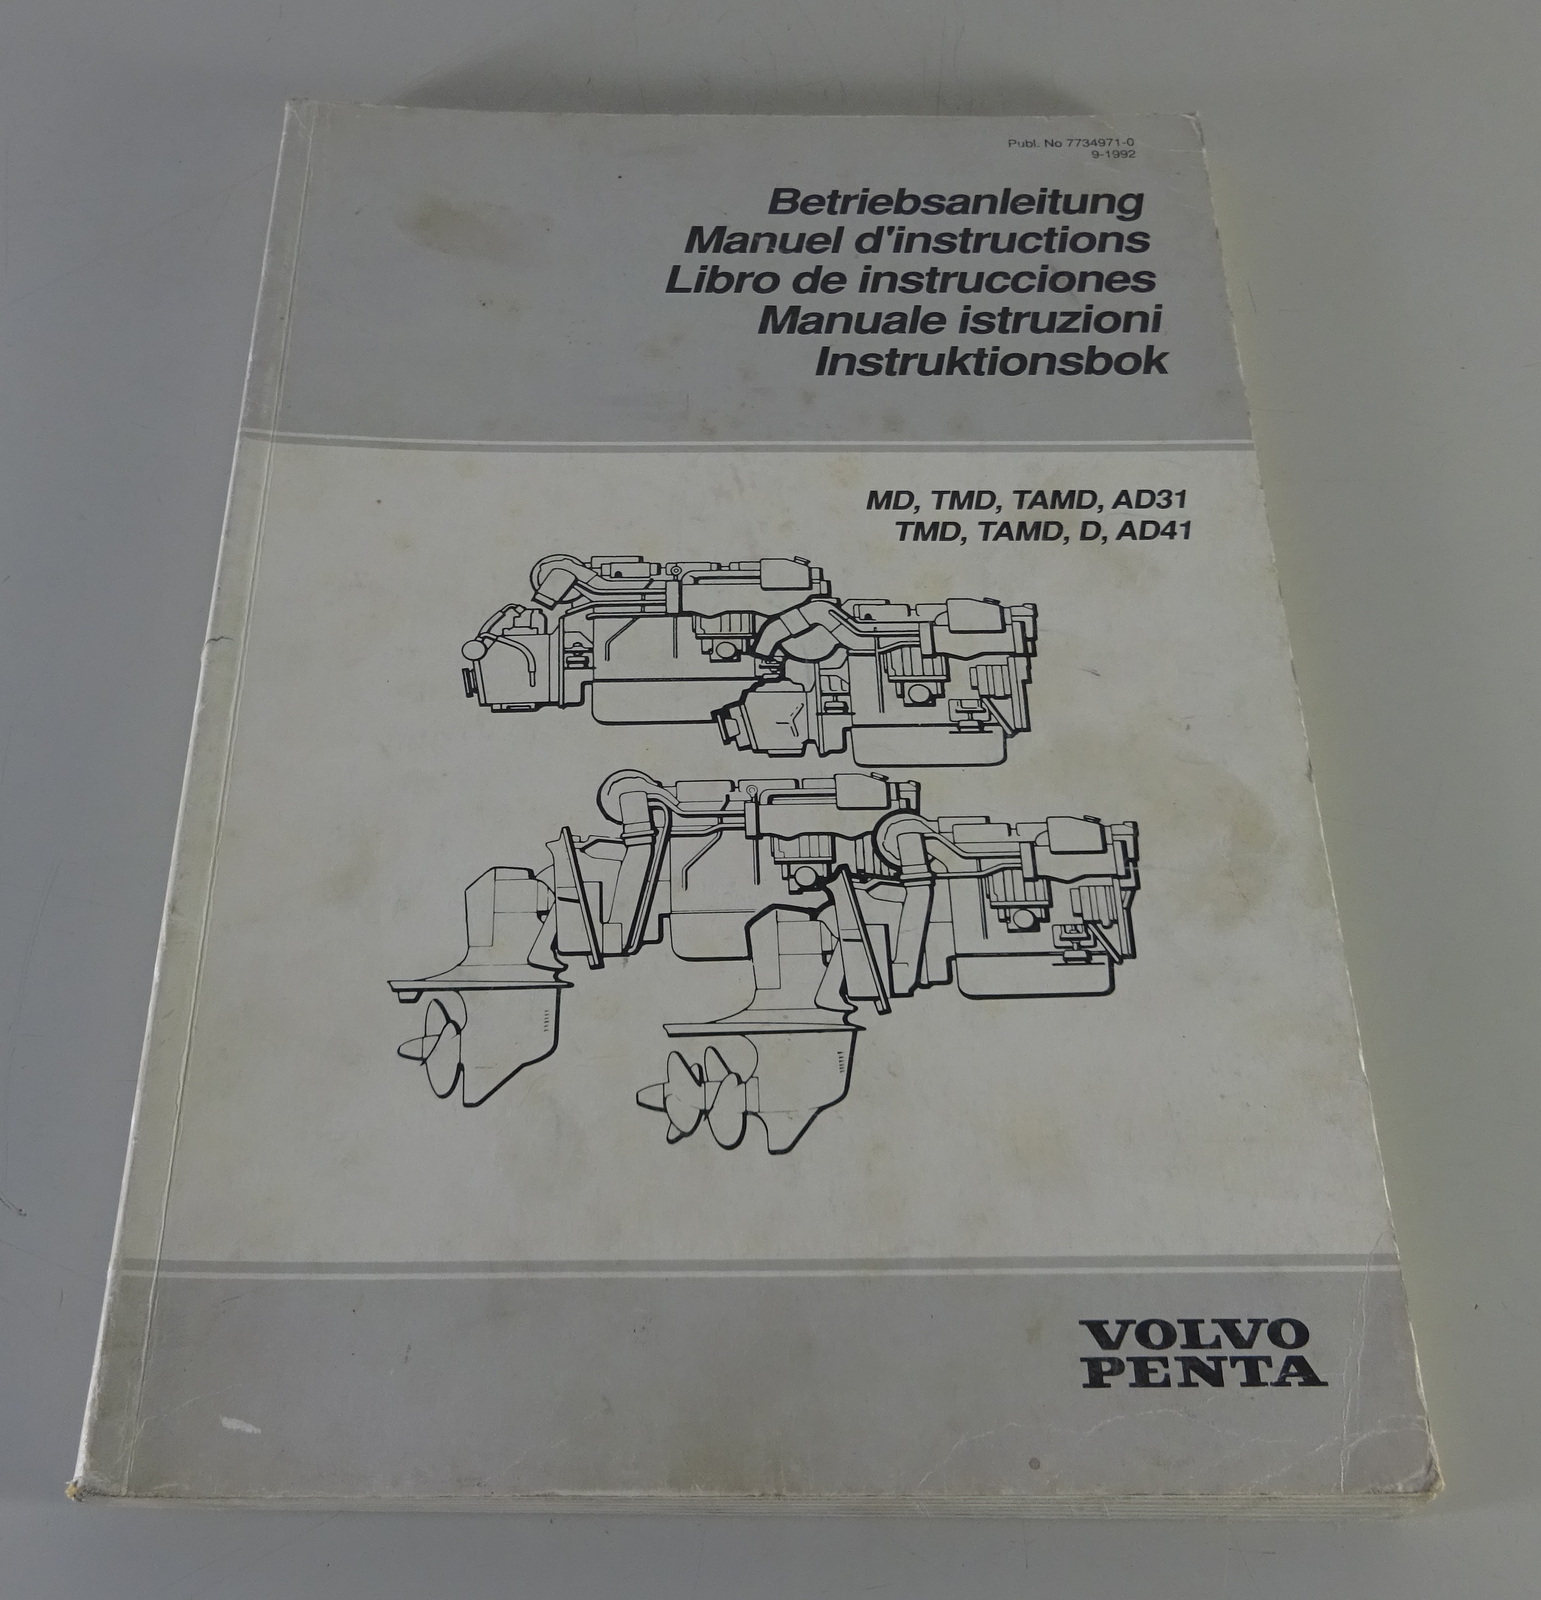 Publ. No 7734971-0
9-1992
Betriebsanleitung
Manuel d'instructions
Libro de instrucciones
Manuale istruzioni
Instruktionsbok
MD, TMD, TAMD, AD31
TMD, TAMD, D, AD41
VOLVO
PENTA